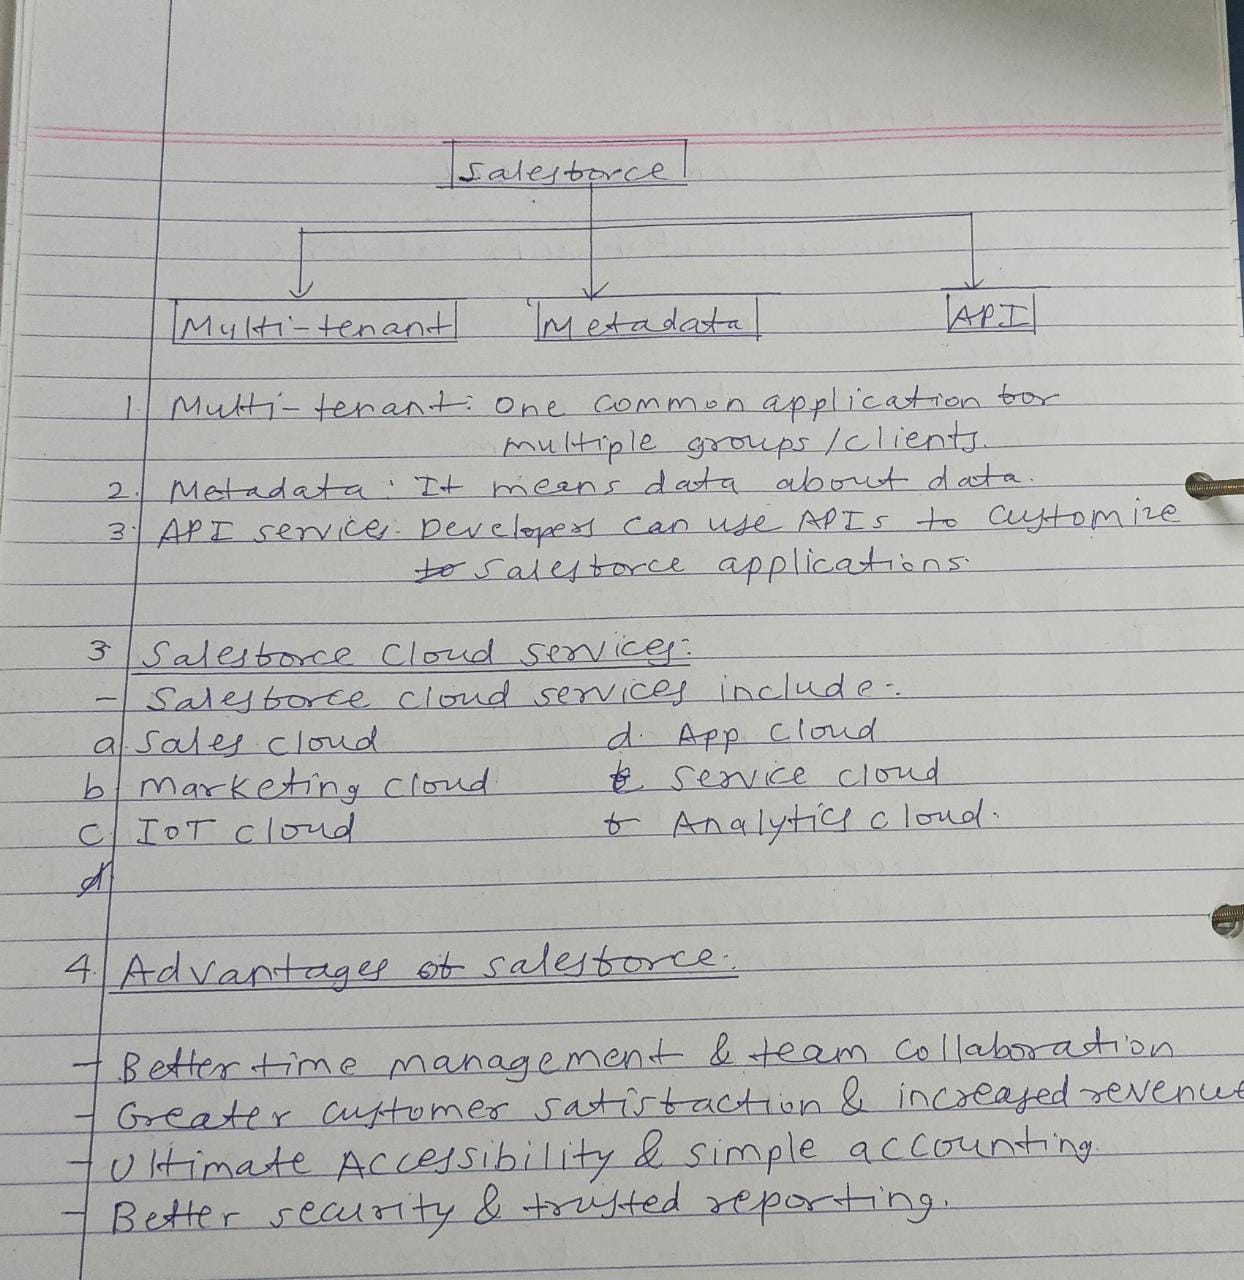 Salesforce
Multi-tenant Metadata API
1. Multi-tenant: One common application for
multiple groups/clients.
2. Metadata: It means data about data.
3. API services: Developers can use APIs to customize
to Salesforce applications.
3 Salesforce Cloud services:-
- Salesforce cloud services include:-
a. Sales cloud d. App Cloud
b Marketing cloud e Service cloud
c. IOT cloud f Analytics cloud.
d
4. Advantages of Salesforce:-
- Better time management & team collaboration
- Greater customer satisfaction & increased revenue
- Ultimate Accessibility & simple accounting.
- Better security & trusted reporting.